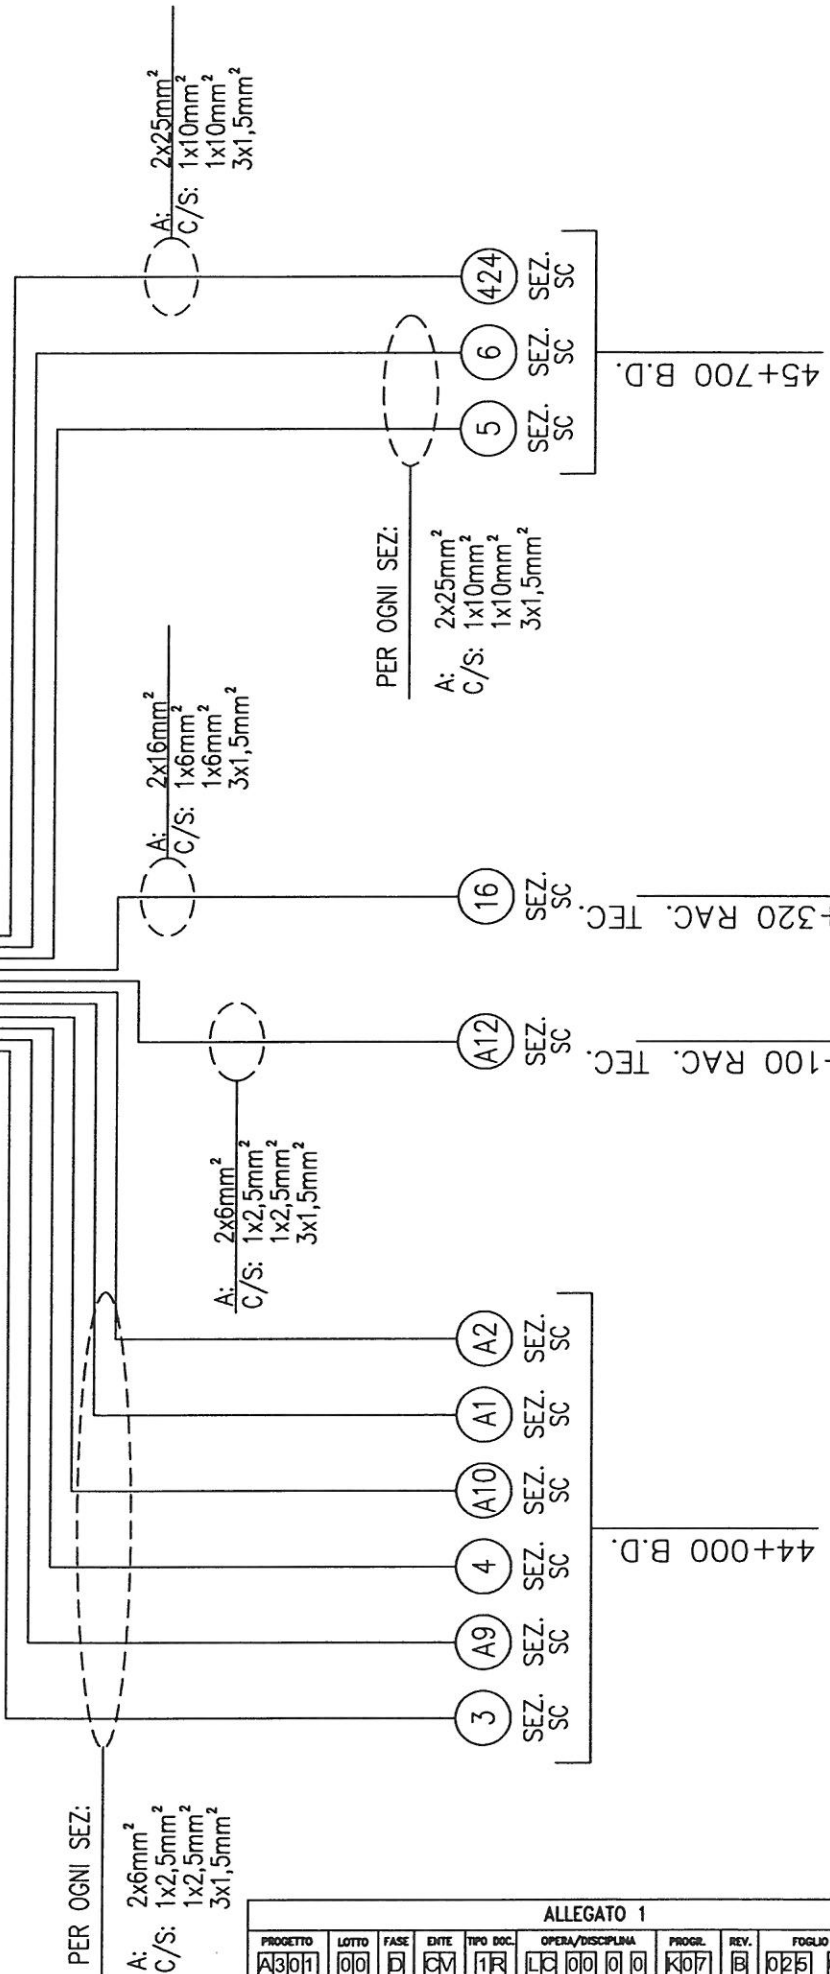 A: 2x25mm²
C/S: 1x10mm²
1x10mm²
3x1,5mm²
424
SEZ.
SC
6
SEZ.
SC
5
SEZ.
SC
45+700 B.D.
PER OGNI SEZ:
A: 2x25mm²
C/S: 1x10mm²
1x10mm²
3x1,5mm²
A: 2x16mm²
C/S: 1x6mm²
1x6mm²
3x1,5mm²
16
SEZ.
SC
+320 RAC. TEC.
A12
SEZ.
SC
100 RAC. TEC.
A: 2x6mm²
C/S: 1x2,5mm²
1x2,5mm²
3x1,5mm²
A2
SEZ.
SC
A1
SEZ.
SC
A10
SEZ.
SC
4
SEZ.
SC
A9
SEZ.
SC
3
SEZ.
SC
44+000 B.D.
PER OGNI SEZ:
A: 2x6mm²
C/S: 1x2,5mm²
1x2,5mm²
3x1,5mm²
ALLEGATO 1
PROGETTO LOTTO FASE ENTE TIPO DOC. OPERA/DISCIPLINA PROGR. REV. FOGLIO
A301 00 D CV 1R LC 00 0 0 K07 B 025